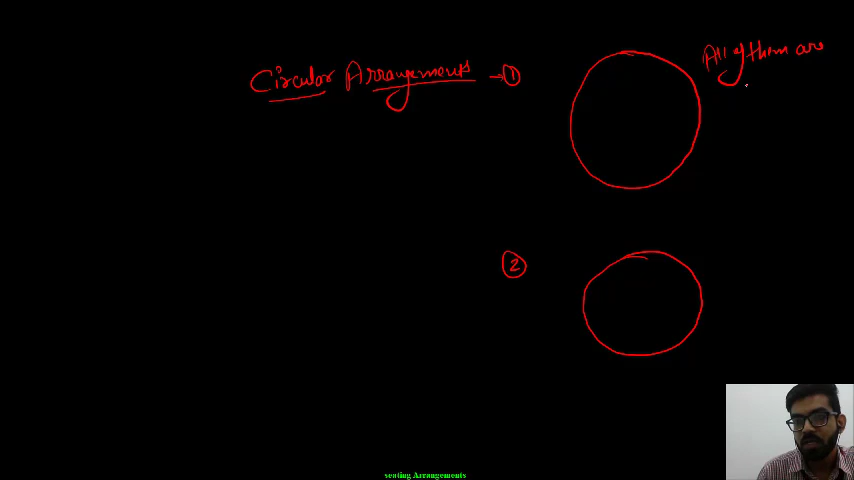 Circular Arrangements → ①
All of them are
②
seating Arrangements